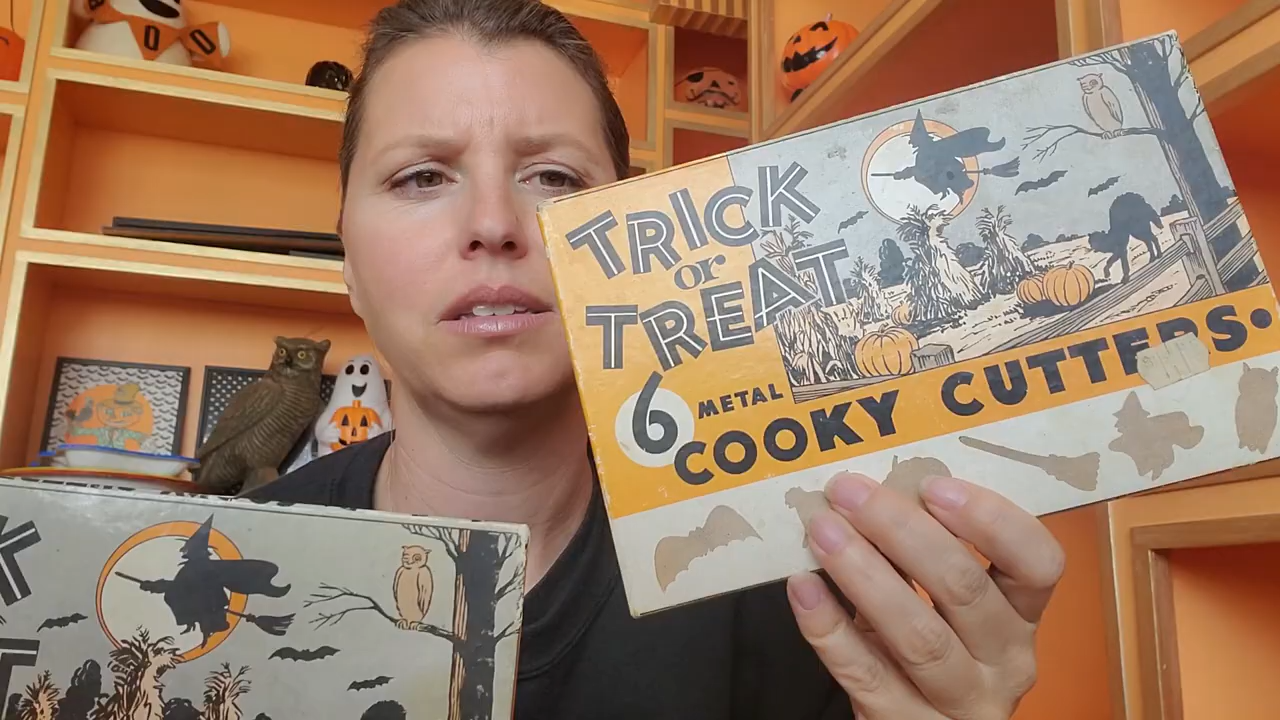 TRICK
or
TREAT
6 METAL
COOKY CUTTERS.
K
T